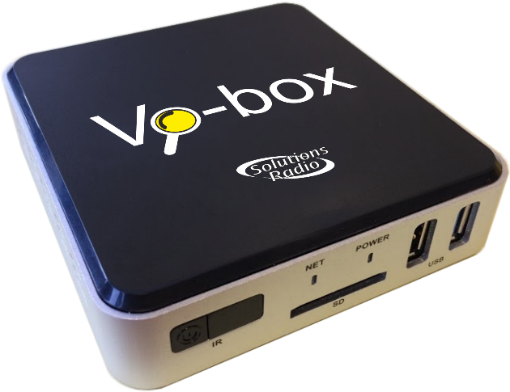 Vo-box
Solutions
Radio
NET
POWER
USB
SD
IR